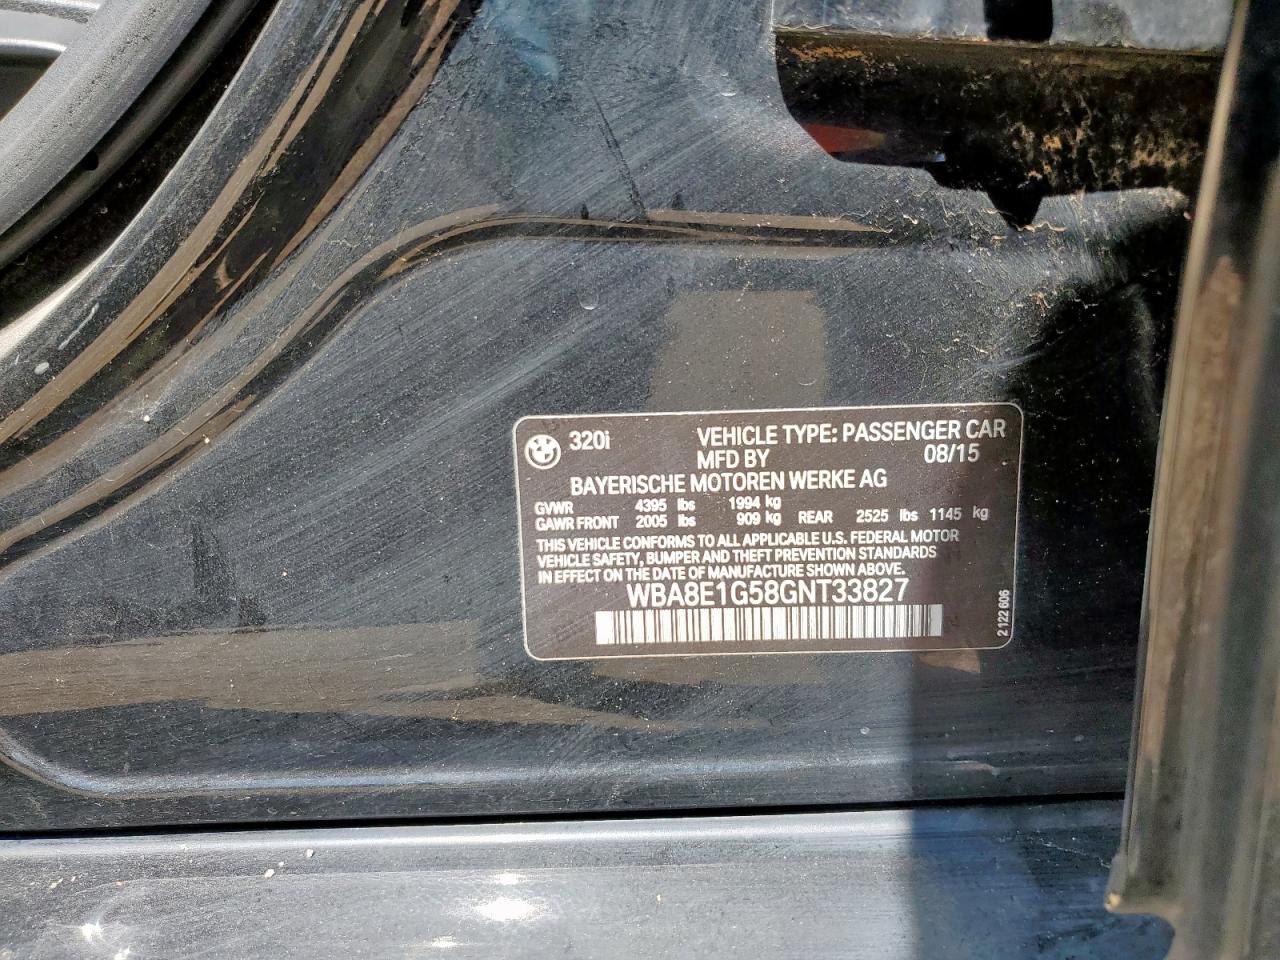 320i VEHICLE TYPE: PASSENGER CAR
MFD BY 08/15
BAYERISCHE MOTOREN WERKE AG
GVWR 4395 lbs 1994 kg
GAWR FRONT 2005 lbs 909 kg REAR 2525 lbs 1145 kg
THIS VEHICLE CONFORMS TO ALL APPLICABLE U.S. FEDERAL MOTOR
VEHICLE SAFETY, BUMPER AND THEFT PREVENTION STANDARDS
IN EFFECT ON THE DATE OF MANUFACTURE SHOWN ABOVE.
WBA8E1G58GNT33827
2 122 606